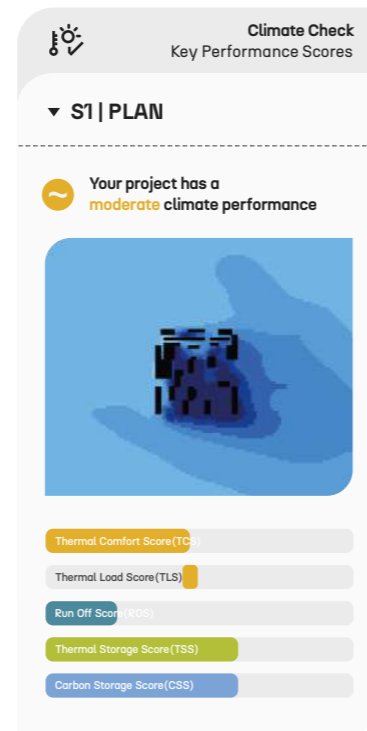 Climate Check
Key Performance Scores
S1 | PLAN
~
Your project has a
moderate climate performance
Thermal Comfort Score(TCS)
Thermal Load Score(TLS)
Run Off Score(ROS)
Thermal Storage Score(TSS)
Carbon Storage Score(CSS)